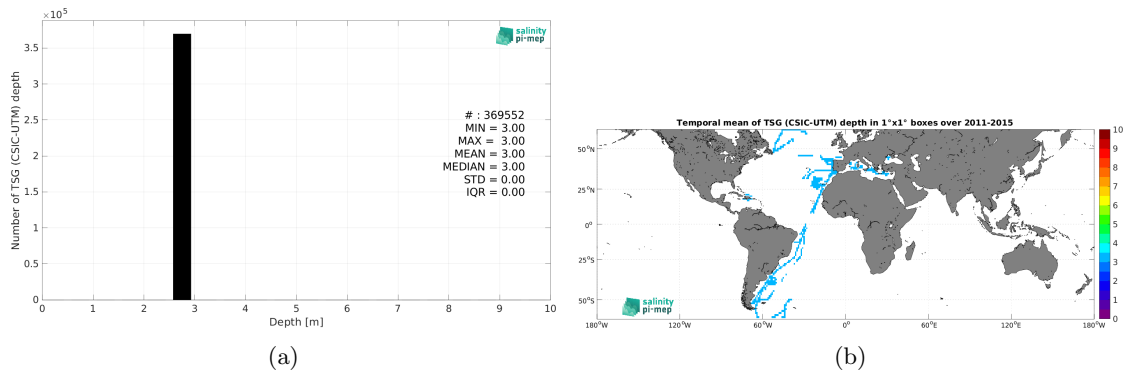 ×10⁵
3.5
3
2.5
2
1.5
1
0.5
0
Number of TSG (CSIC-UTM) depth
salinity
pi-mep
# : 369552
MIN = 3.00
MAX = 3.00
MEAN = 3.00
MEDIAN = 3.00
STD = 0.00
IQR = 0.00
0 1 2 3 4 5 6 7 8 9 10
Depth [m]
(a)
Temporal mean of TSG (CSIC-UTM) depth in 1°x1° boxes over 2011-2015
50°N
25°N
0°
25°S
50°S
salinity
pi-mep
180°W 120°W 60°W 0° 60°E 120°E 180°W
10
9
8
7
6
5
4
3
2
1
0
(b)